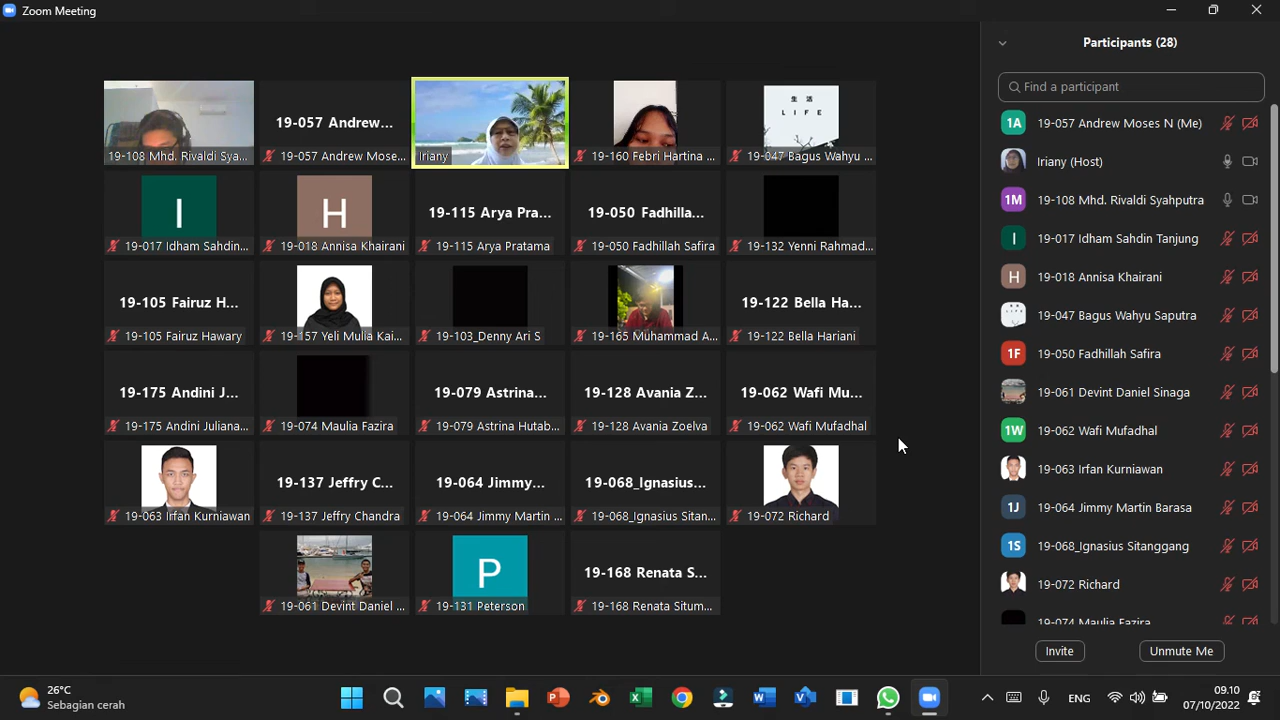 Zoom Meeting
19-108 Mhd. Rivaldi Sya...
19-057 Andrew...
19-057 Andrew Mose...
Iriany
19-160 Febri Hartina ...
生 活
LIFE
19-047 Bagus Wahyu ...
I
19-017 Idham Sahdin...
H
19-018 Annisa Khairani
19-115 Arya Pra...
19-115 Arya Pratama
19-050 Fadhilla...
19-050 Fadhillah Safira
19-132 Yenni Rahmad...
19-105 Fairuz H...
19-105 Fairuz Hawary
19-157 Yeli Mulia Kai...
19-103_Denny Ari S
19-165 Muhammad A...
19-122 Bella Ha...
19-122 Bella Hariani
19-175 Andini J...
19-175 Andini Juliana...
19-074 Maulia Fazira
19-079 Astrina...
19-079 Astrina Hutab...
19-128 Avania Z...
19-128 Avania Zoelva
19-062 Wafi Mu...
19-062 Wafi Mufadhal
19-063 Irfan Kurniawan
19-137 Jeffry C...
19-137 Jeffry Chandra
19-064 Jimmy...
19-064 Jimmy Martin ...
19-068_Ignasius...
19-068_Ignasius Sitan...
19-072 Richard
19-061 Devint Daniel ...
P
19-131 Peterson
19-168 Renata S...
19-168 Renata Situm...
Participants (28)
Find a participant
1A 19-057 Andrew Moses N (Me)
Iriany (Host)
1M 19-108 Mhd. Rivaldi Syahputra
I 19-017 Idham Sahdin Tanjung
H 19-018 Annisa Khairani
19-047 Bagus Wahyu Saputra
1F 19-050 Fadhillah Safira
19-061 Devint Daniel Sinaga
1W 19-062 Wafi Mufadhal
19-063 Irfan Kurniawan
1J 19-064 Jimmy Martin Barasa
1S 19-068_Ignasius Sitanggang
19-072 Richard
19-074 Maulia Fazira
Invite
Unmute Me
26°C
Sebagian cerah
ENG
09.10
07/10/2022